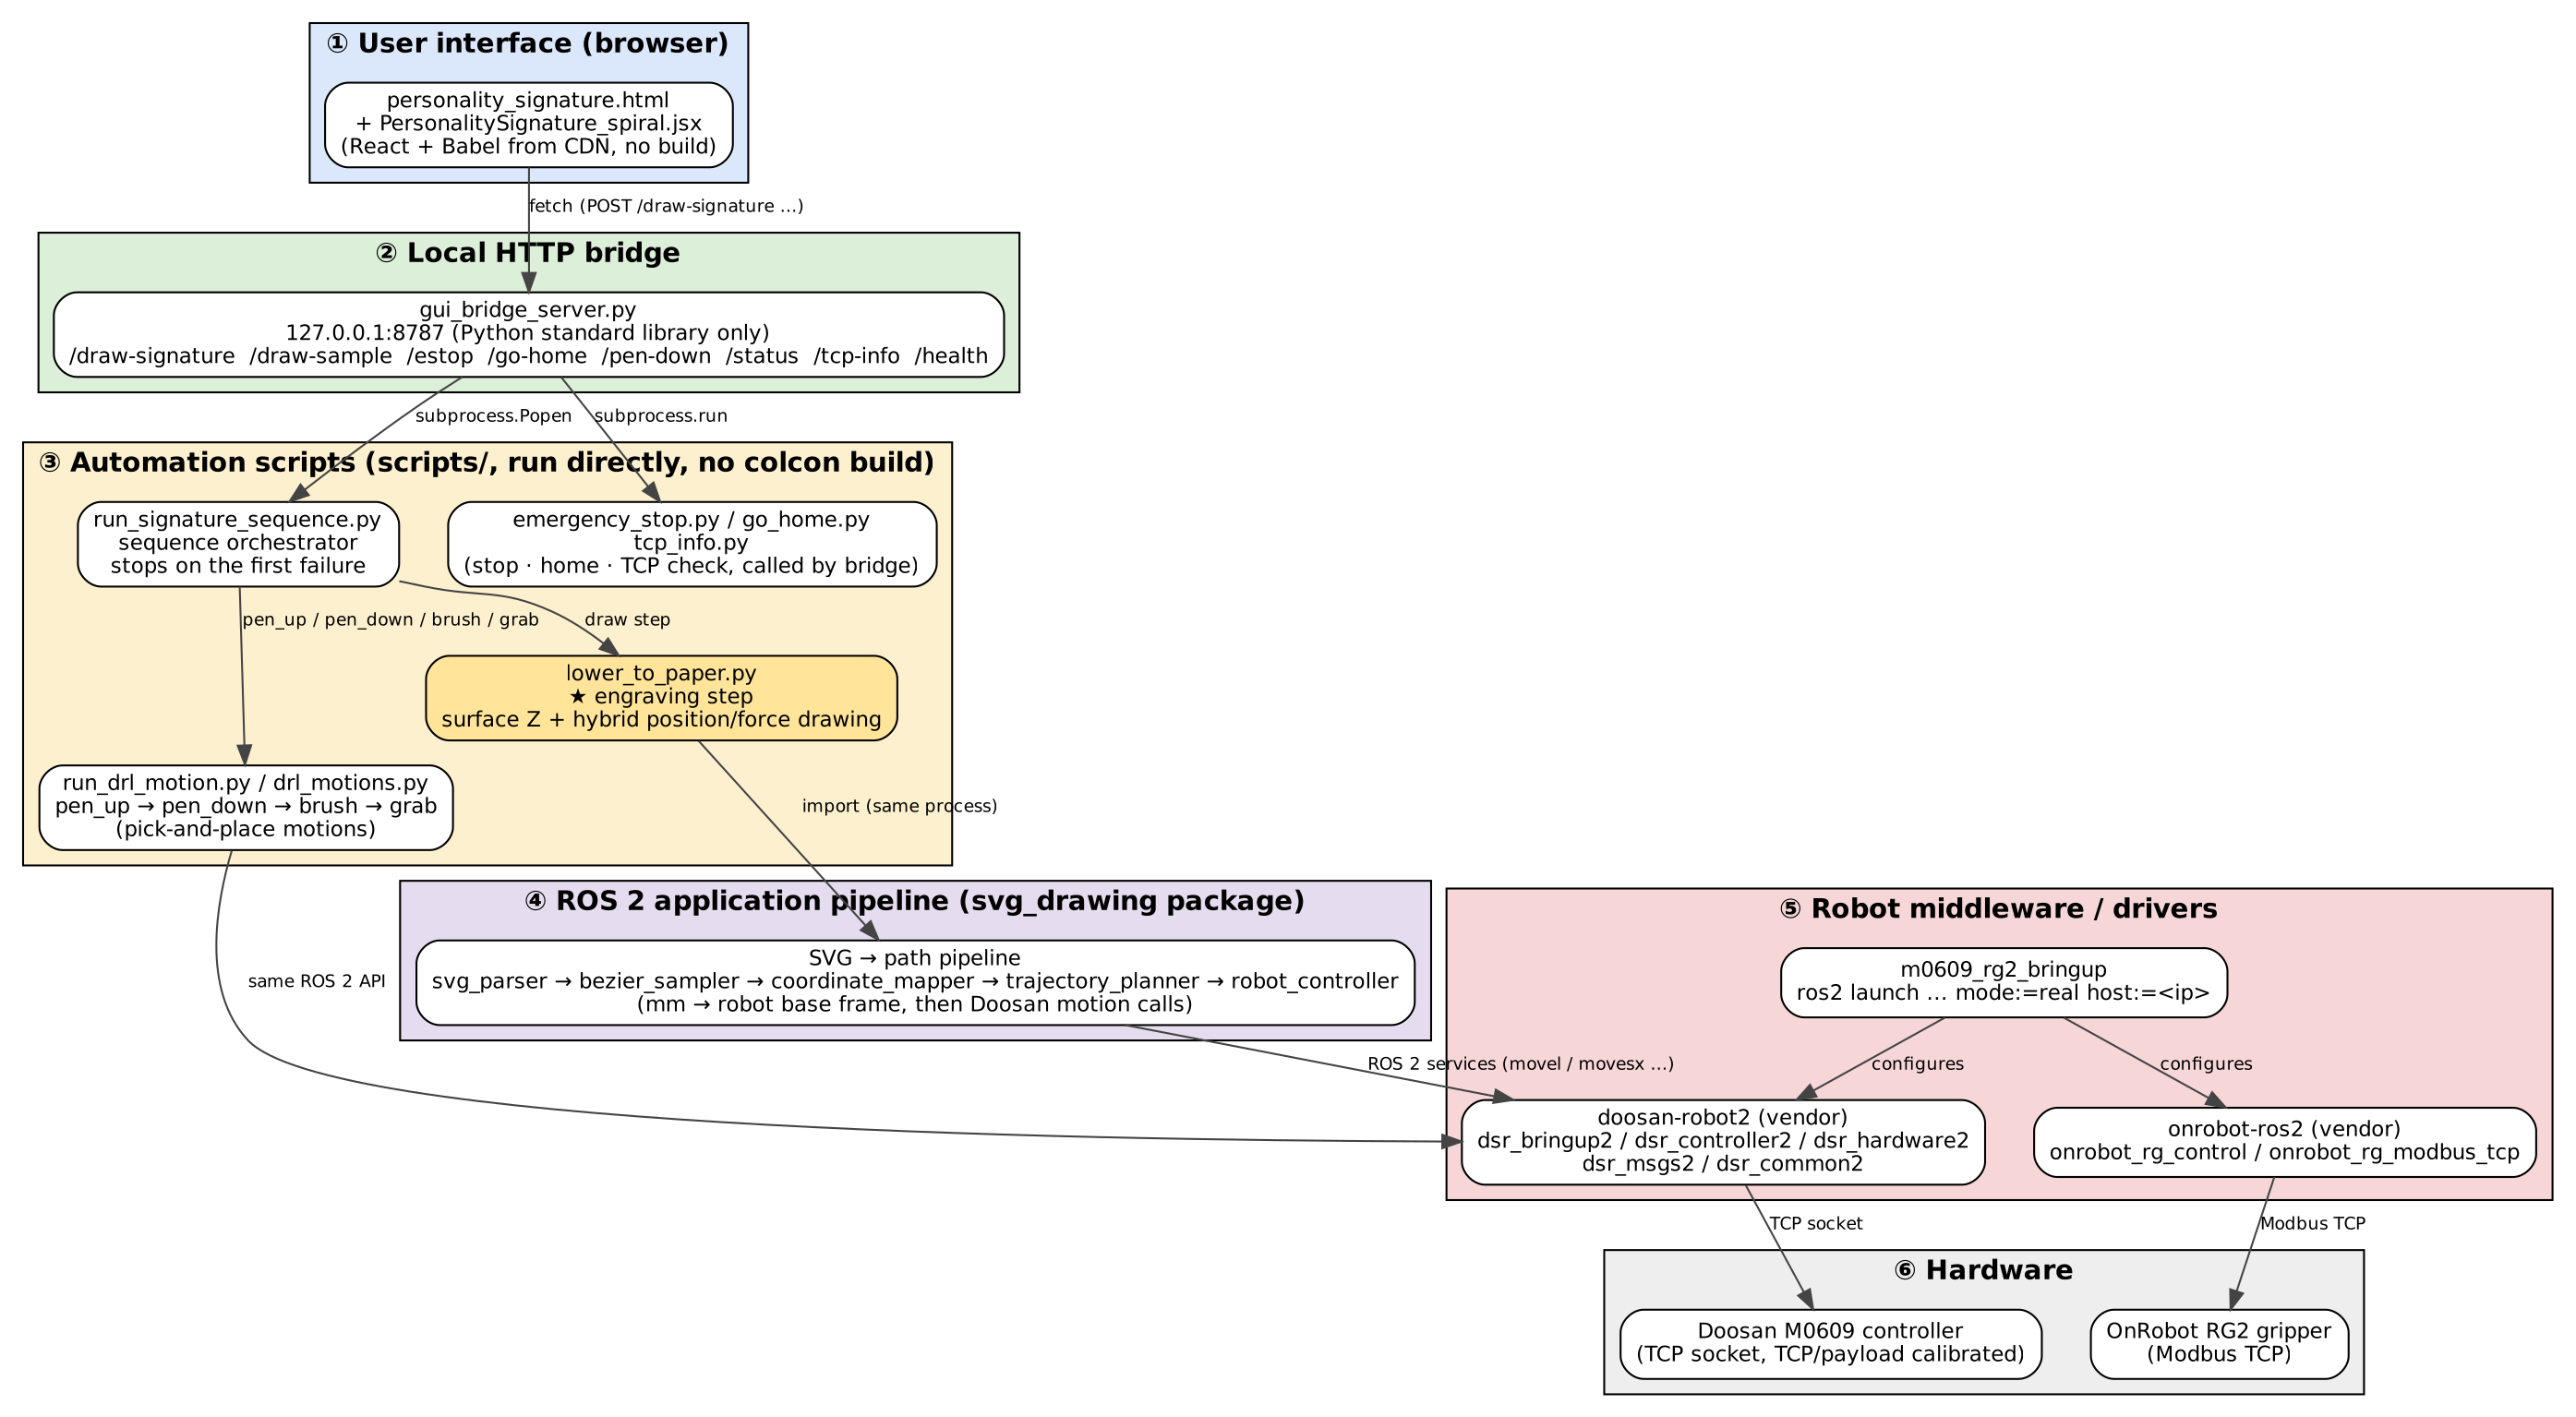 ① User interface (browser)
personality_signature.html
+ PersonalitySignature_spiral.jsx
(React + Babel from CDN, no build)
fetch (POST /draw-signature ...)
② Local HTTP bridge
gui_bridge_server.py
127.0.0.1:8787 (Python standard library only)
/draw-signature /draw-sample /estop /go-home /pen-down /status /tcp-info /health
subprocess.Popen
subprocess.run
③ Automation scripts (scripts/, run directly, no colcon build)
run_signature_sequence.py
sequence orchestrator
stops on the first failure
emergency_stop.py / go_home.py
tcp_info.py
(stop · home · TCP check, called by bridge)
pen_up / pen_down / brush / grab
draw step
lower_to_paper.py
★ engraving step
surface Z + hybrid position/force drawing
run_drl_motion.py / drl_motions.py
pen_up → pen_down → brush → grab
(pick-and-place motions)
import (same process)
④ ROS 2 application pipeline (svg_drawing package)
SVG → path pipeline
svg_parser → bezier_sampler → coordinate_mapper → trajectory_planner → robot_controller
(mm → robot base frame, then Doosan motion calls)
same ROS 2 API
⑤ Robot middleware / drivers
m0609_rg2_bringup
ros2 launch ... mode:=real host:=<ip>
ROS 2 services (movel / movesx ...)
configures
configures
doosan-robot2 (vendor)
dsr_bringup2 / dsr_controller2 / dsr_hardware2
dsr_msgs2 / dsr_common2
onrobot-ros2 (vendor)
onrobot_rg_control / onrobot_rg_modbus_tcp
TCP socket
Modbus TCP
⑥ Hardware
Doosan M0609 controller
(TCP socket, TCP/payload calibrated)
OnRobot RG2 gripper
(Modbus TCP)